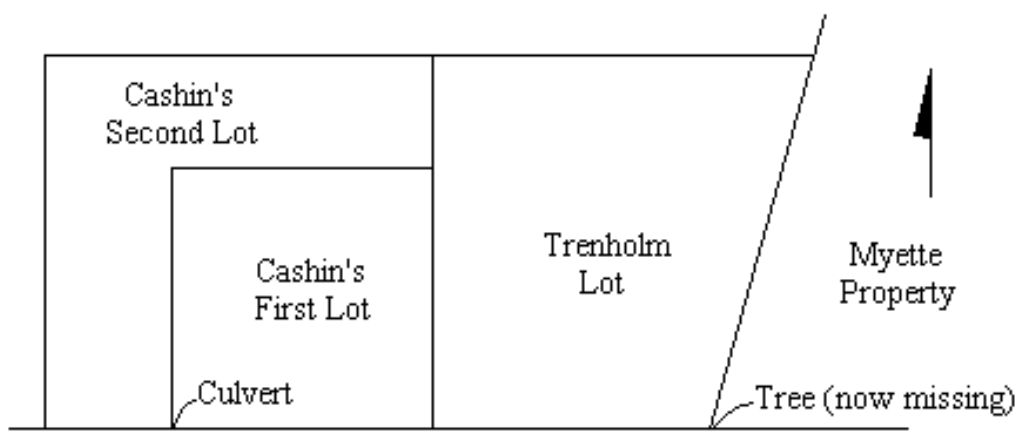 Cashin's
Second Lot
Cashin's
First Lot
Trenholm
Lot
Myette
Property
Culvert
Tree (now missing)